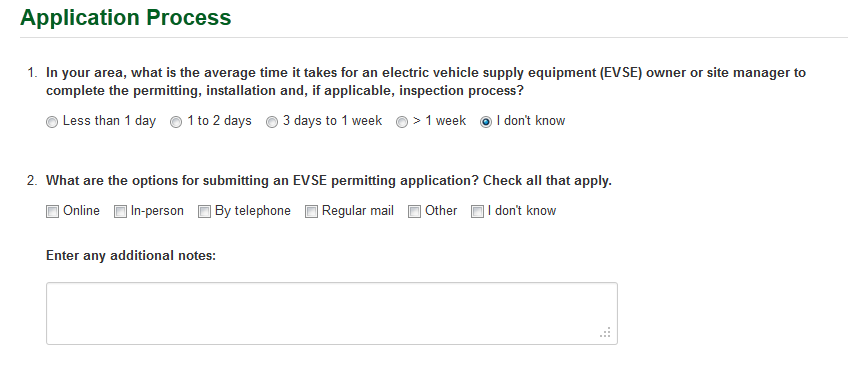 Application Process
1. In your area, what is the average time it takes for an electric vehicle supply equipment (EVSE) owner or site manager to
complete the permitting, installation and, if applicable, inspection process?
Less than 1 day 1 to 2 days 3 days to 1 week > 1 week I don't know
2. What are the options for submitting an EVSE permitting application? Check all that apply.
Online In-person By telephone Regular mail Other I don't know
Enter any additional notes: